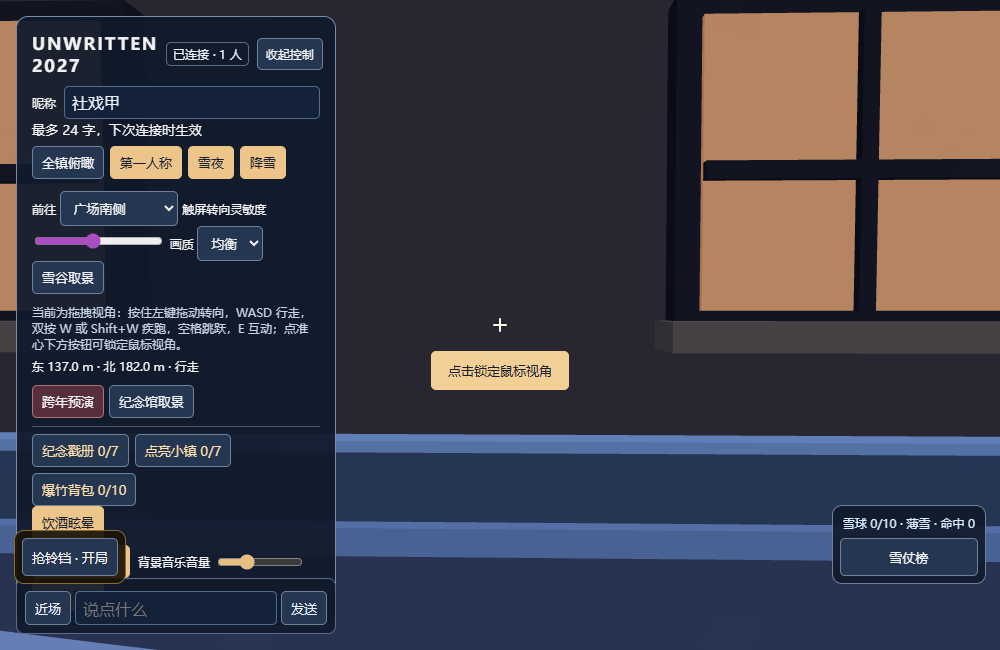 UNWRITTEN
2027
已连接 · 1 人
收起控制
昵称
社戏甲
最多 24 字，下次连接时生效
全镇俯瞰
第一人称
雪夜
降雪
前往
广场南侧
触屏转向灵敏度
画质
均衡
雪谷取景
当前为拖拽视角：按住左键拖动转向，WASD 行走，
双按 W 或 Shift+W 疾跑，空格跳跃，E 互动；点准
心下方按钮可锁定鼠标视角。
东 137.0 m · 北 182.0 m · 行走
跨年预演
纪念馆取景
纪念戳册 0/7
点亮小镇 0/7
爆竹背包 0/10
饮酒眩晕
抢铃铛 · 开局
背景音乐音量
近场
说点什么
发送
点击锁定鼠标视角
雪球 0/10 · 薄雪 · 命中 0
雪仗榜